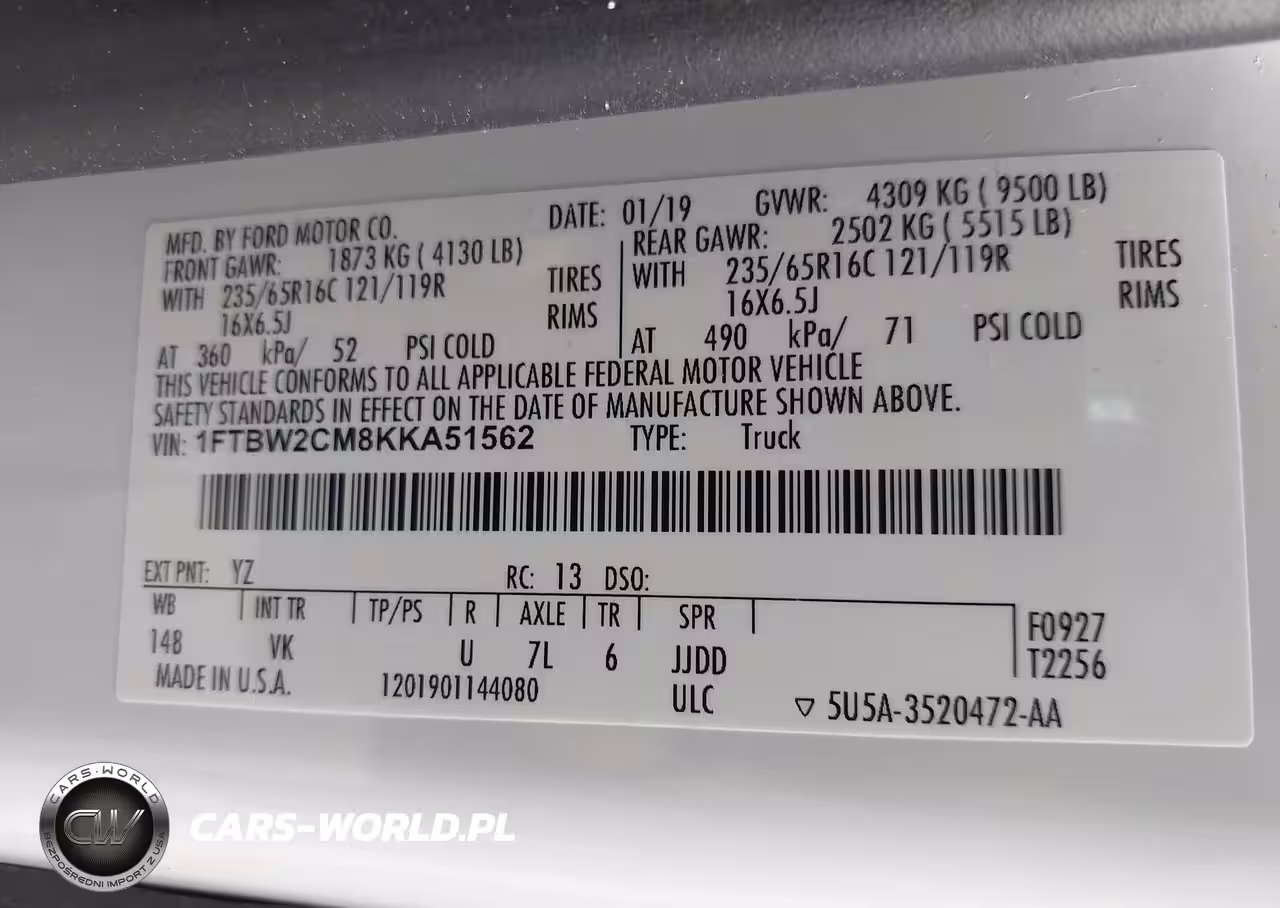 MFD. BY FORD MOTOR CO. DATE: 01/19 GVWR: 4309 KG ( 9500 LB)
FRONT GAWR: 1873 KG ( 4130 LB) REAR GAWR: 2502 KG ( 5515 LB)
WITH 235/65R16C 121/119R TIRES WITH 235/65R16C 121/119R TIRES
16X6.5J RIMS 16X6.5J RIMS
AT 360 kPa/ 52 PSI COLD AT 490 kPa/ 71 PSI COLD
THIS VEHICLE CONFORMS TO ALL APPLICABLE FEDERAL MOTOR VEHICLE
SAFETY STANDARDS IN EFFECT ON THE DATE OF MANUFACTURE SHOWN ABOVE.
VIN: 1FTBW2CM8KKA51562 TYPE: Truck
EXT PNT: YZ RC: 13 DSO:
WB INT TR TP/PS R AXLE TR SPR F0927
148 VK U 7L 6 JJDD T2256
MADE IN U.S.A. 1201901144080 ULC ▽ 5U5A-3520472-AA
CARS-WORLD
CW
BEZPOŚREDNI IMPORT Z USA
CARS-WORLD.PL